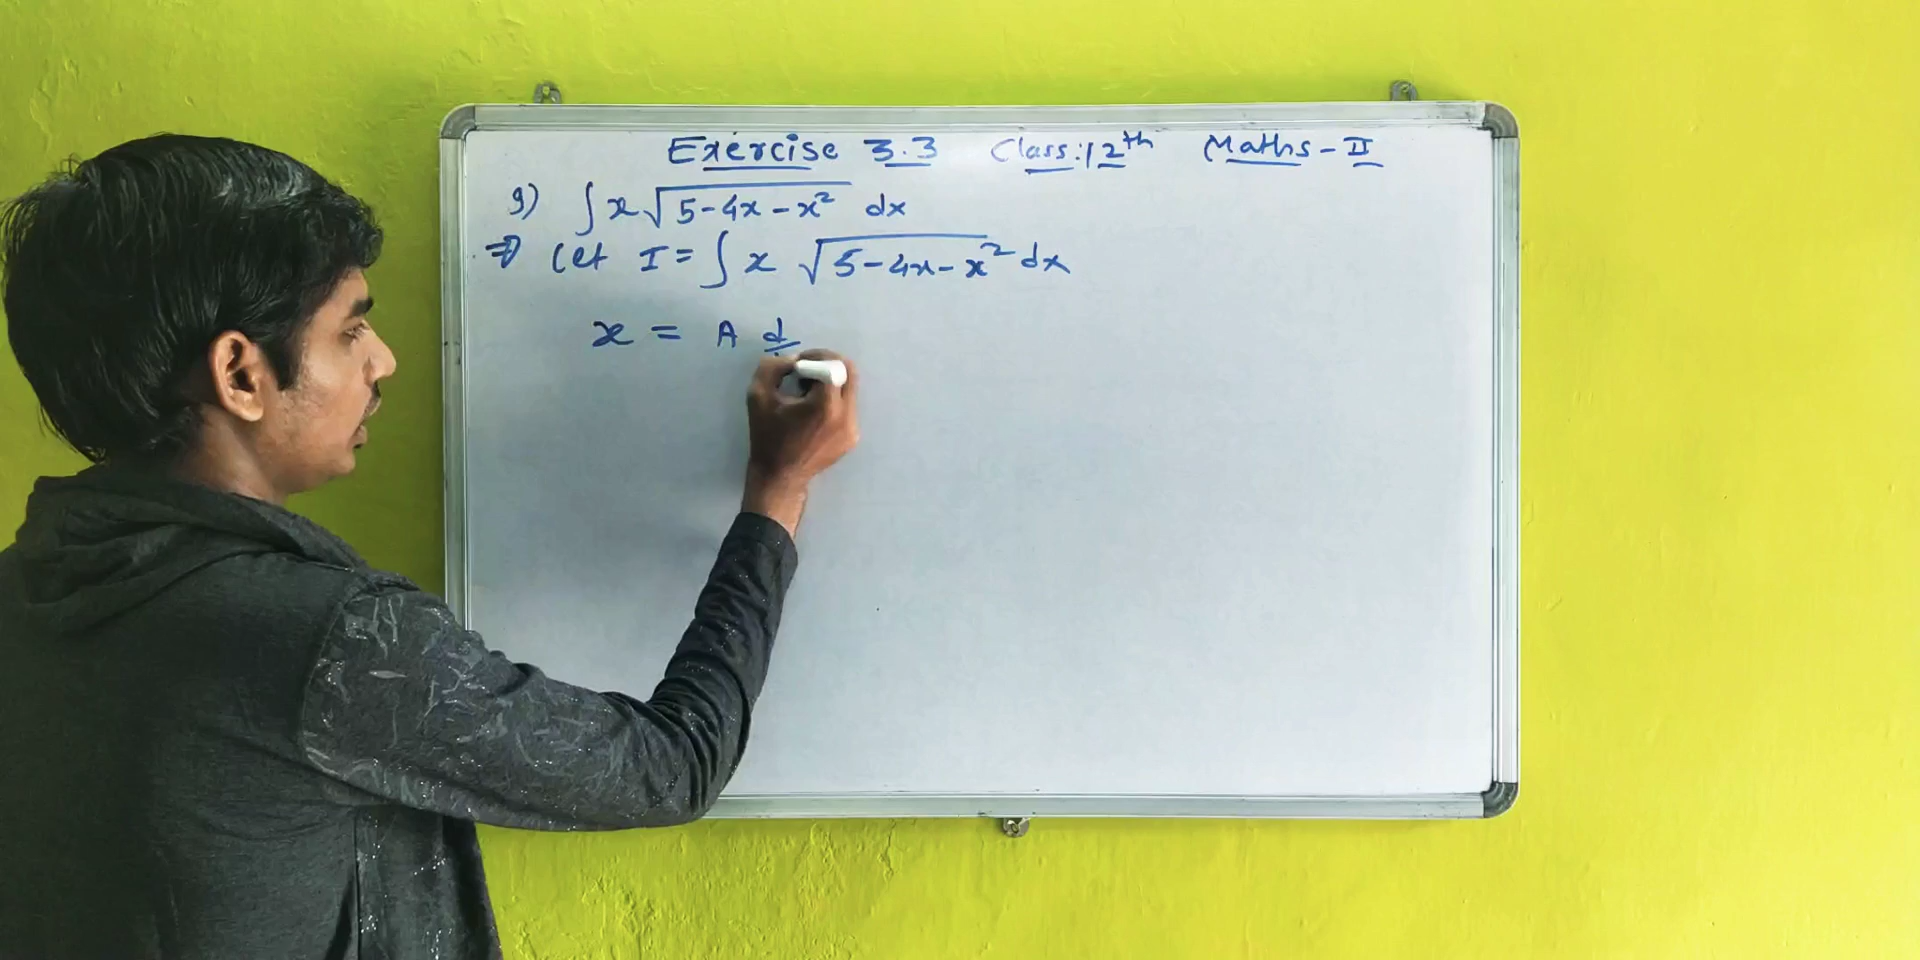 Exercise 3.3 Class:12th Maths-II
9) ∫x√5-4x-x² dx
⇒ Let I = ∫ x √5-4x-x² dx
x = A d